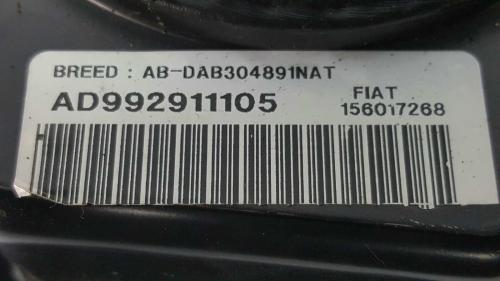 BREED : AB-DAB304891NAT
AD992911105 FIAT
156017268